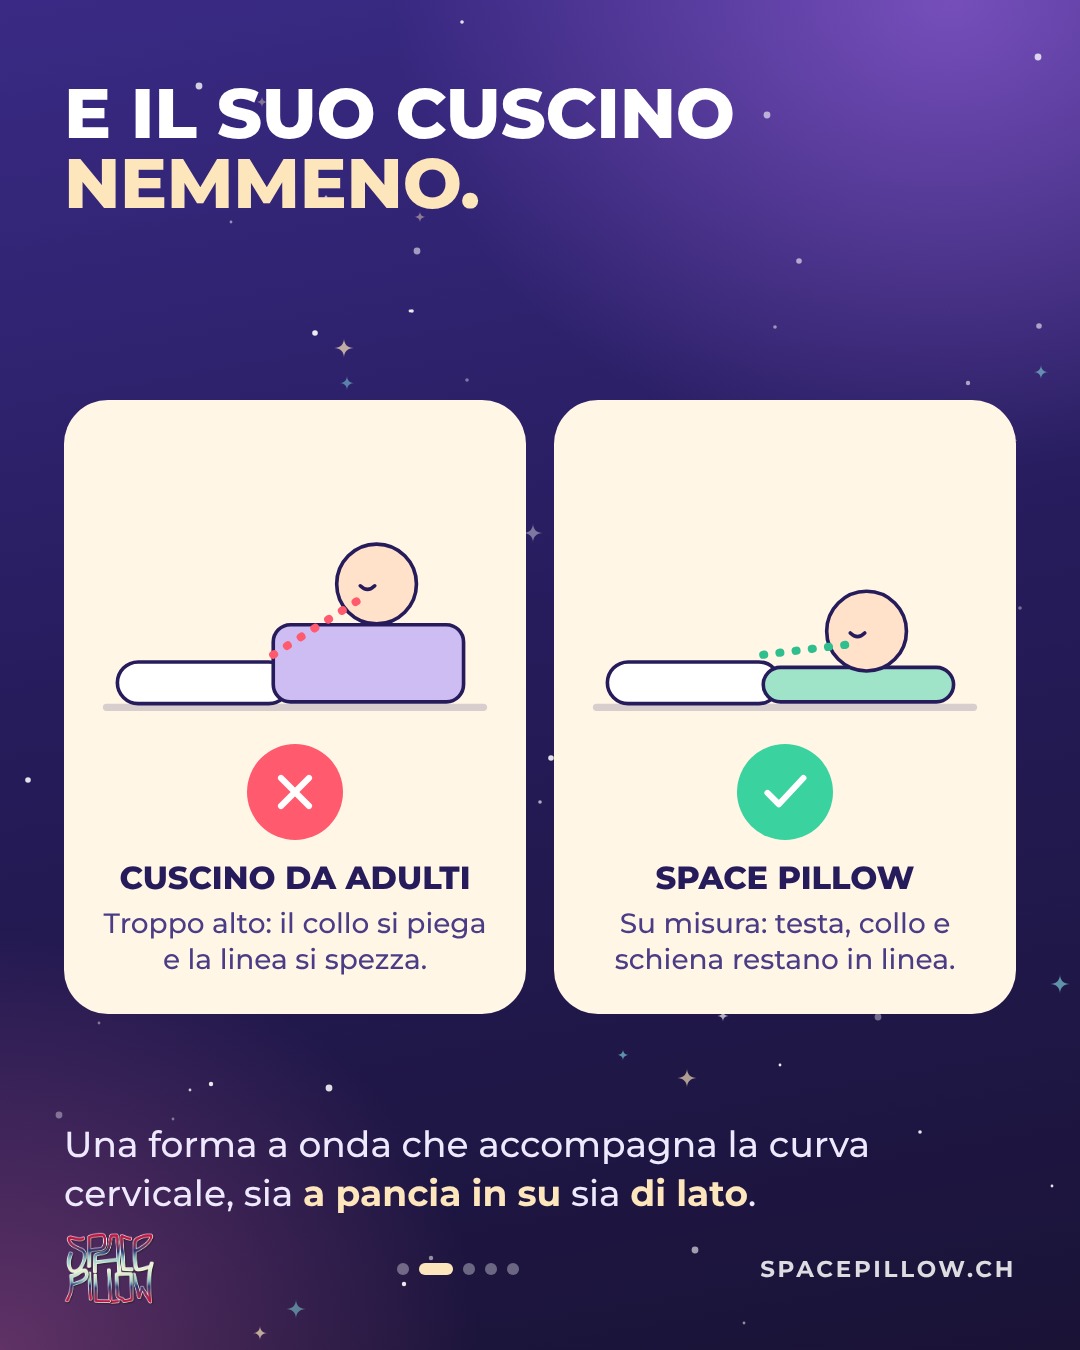 E IL SUO CUSCINO
NEMMENO.
CUSCINO DA ADULTI
Troppo alto: il collo si piega
e la linea si spezza.
SPACE PILLOW
Su misura: testa, collo e
schiena restano in linea.
Una forma a onda che accompagna la curva
cervicale, sia a pancia in su sia di lato.
SPACE
PILLOW
SPACEPILLOW.CH